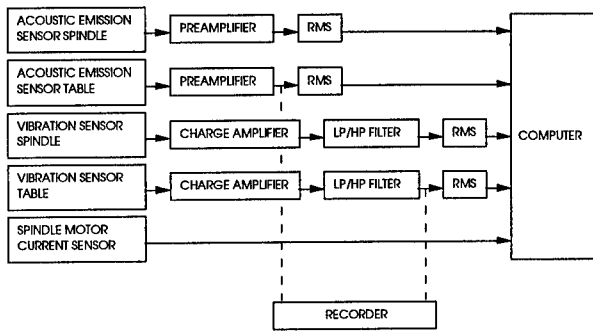 ACOUSTIC EMISSION
SENSOR SPINDLE
PREAMPLIFIER
RMS
ACOUSTIC EMISSION
SENSOR TABLE
PREAMPLIFIER
RMS
VIBRATION SENSOR
SPINDLE
CHARGE AMPLIFIER
LP/HP FILTER
RMS
VIBRATION SENSOR
TABLE
CHARGE AMPLIFIER
LP/HP FILTER
RMS
SPINDLE MOTOR
CURRENT SENSOR
COMPUTER
RECORDER